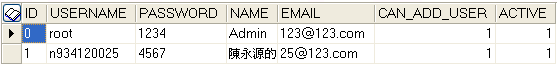 ID USERNAME PASSWORD NAME EMAIL CAN_ADD_USER ACTIVE
0 root 1234 Admin 123@123.com 1 1
1 n934120025 4567 陳永源的 25@123.com 1 1